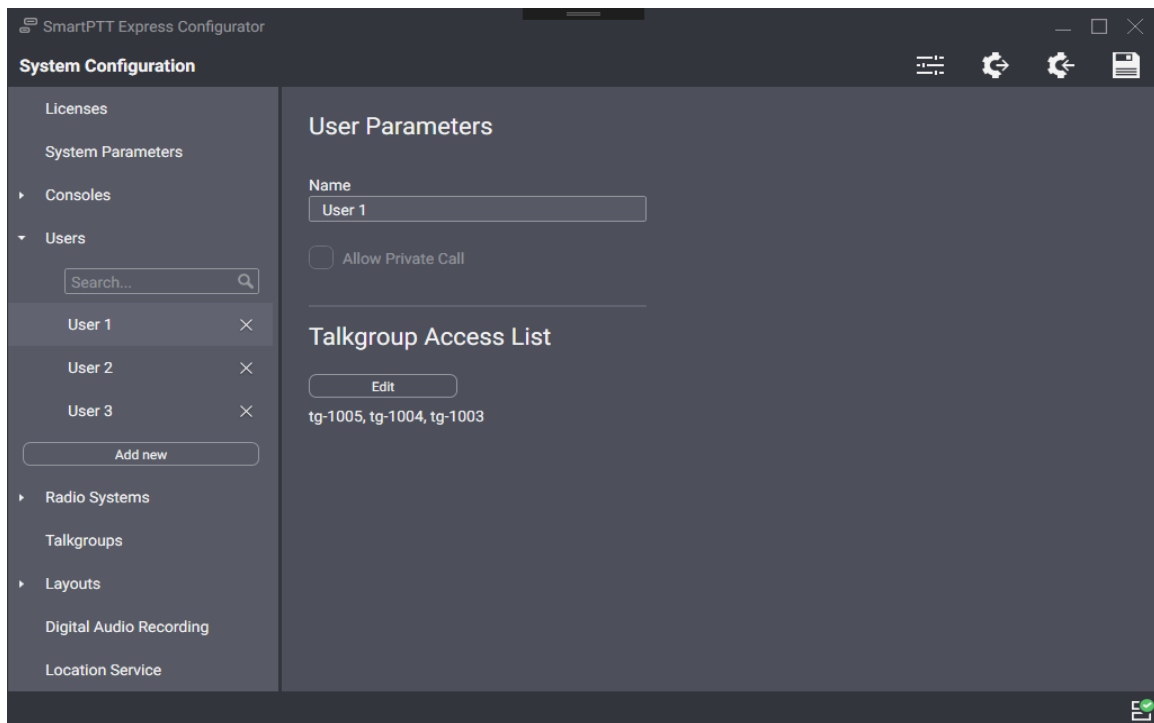 SmartPTT Express Configurator
System Configuration
Licenses
System Parameters
Consoles
Users
Search...
User 1
User 2
User 3
Add new
Radio Systems
Talkgroups
Layouts
Digital Audio Recording
Location Service
User Parameters
Name
User 1
Allow Private Call
Talkgroup Access List
Edit
tg-1005, tg-1004, tg-1003